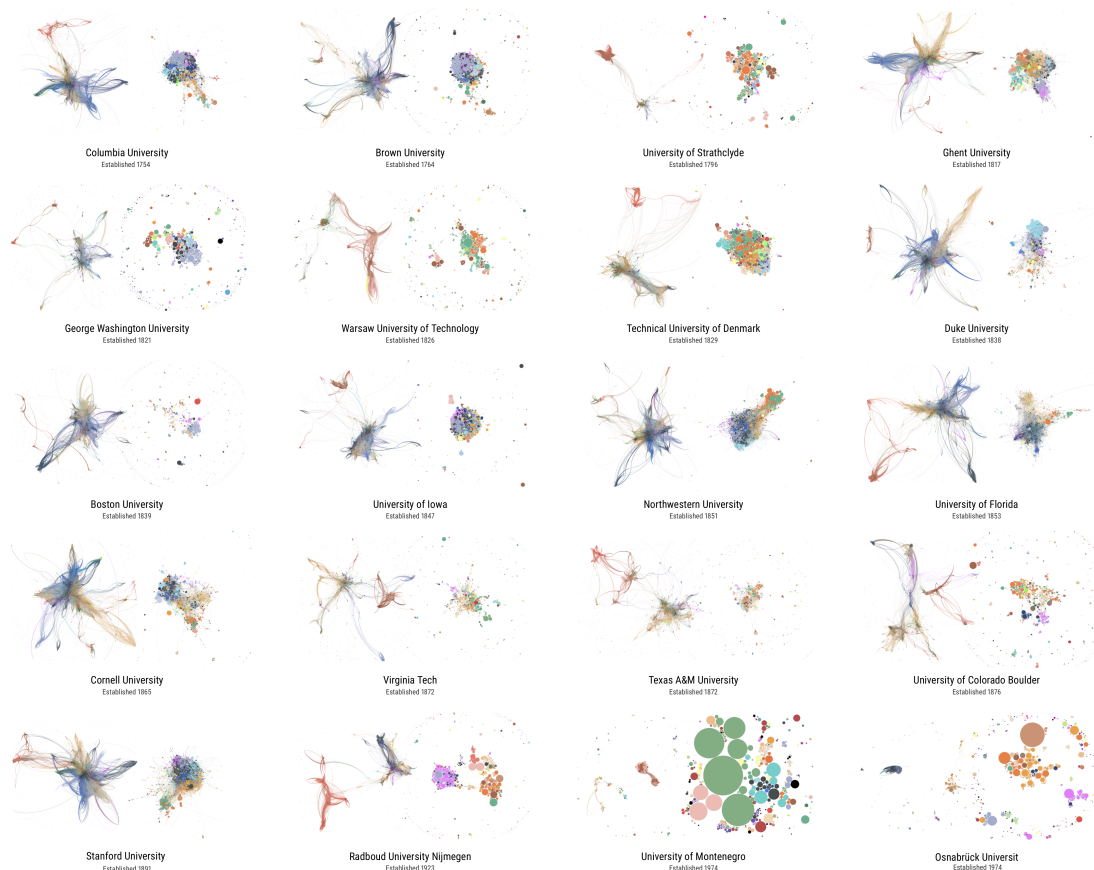 Columbia University
Established 1754
Brown University
Established 1764
University of Strathclyde
Established 1796
Ghent University
Established 1817
George Washington University
Established 1821
Warsaw University of Technology
Established 1826
Technical University of Denmark
Established 1829
Duke University
Established 1838
Boston University
Established 1839
University of Iowa
Established 1847
Northwestern University
Established 1851
University of Florida
Established 1853
Cornell University
Established 1865
Virginia Tech
Established 1872
Texas A&M University
Established 1872
University of Colorado Boulder
Established 1876
Stanford University
Established 1891
Radboud University Nijmegen
Established 1923
University of Montenegro
Established 1974
Osnabrück Universit
Established 1974